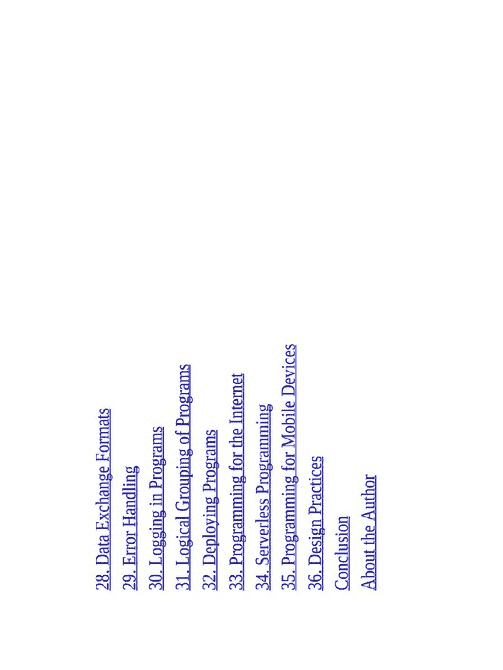 28. Data Exchange Formats
29. Error Handling
30. Logging in Programs
31. Logical Grouping of Programs
32. Deploying Programs
33. Programming for the Internet
34. Serverless Programming
35. Programming for Mobile Devices
36. Design Practices
Conclusion
About the Author